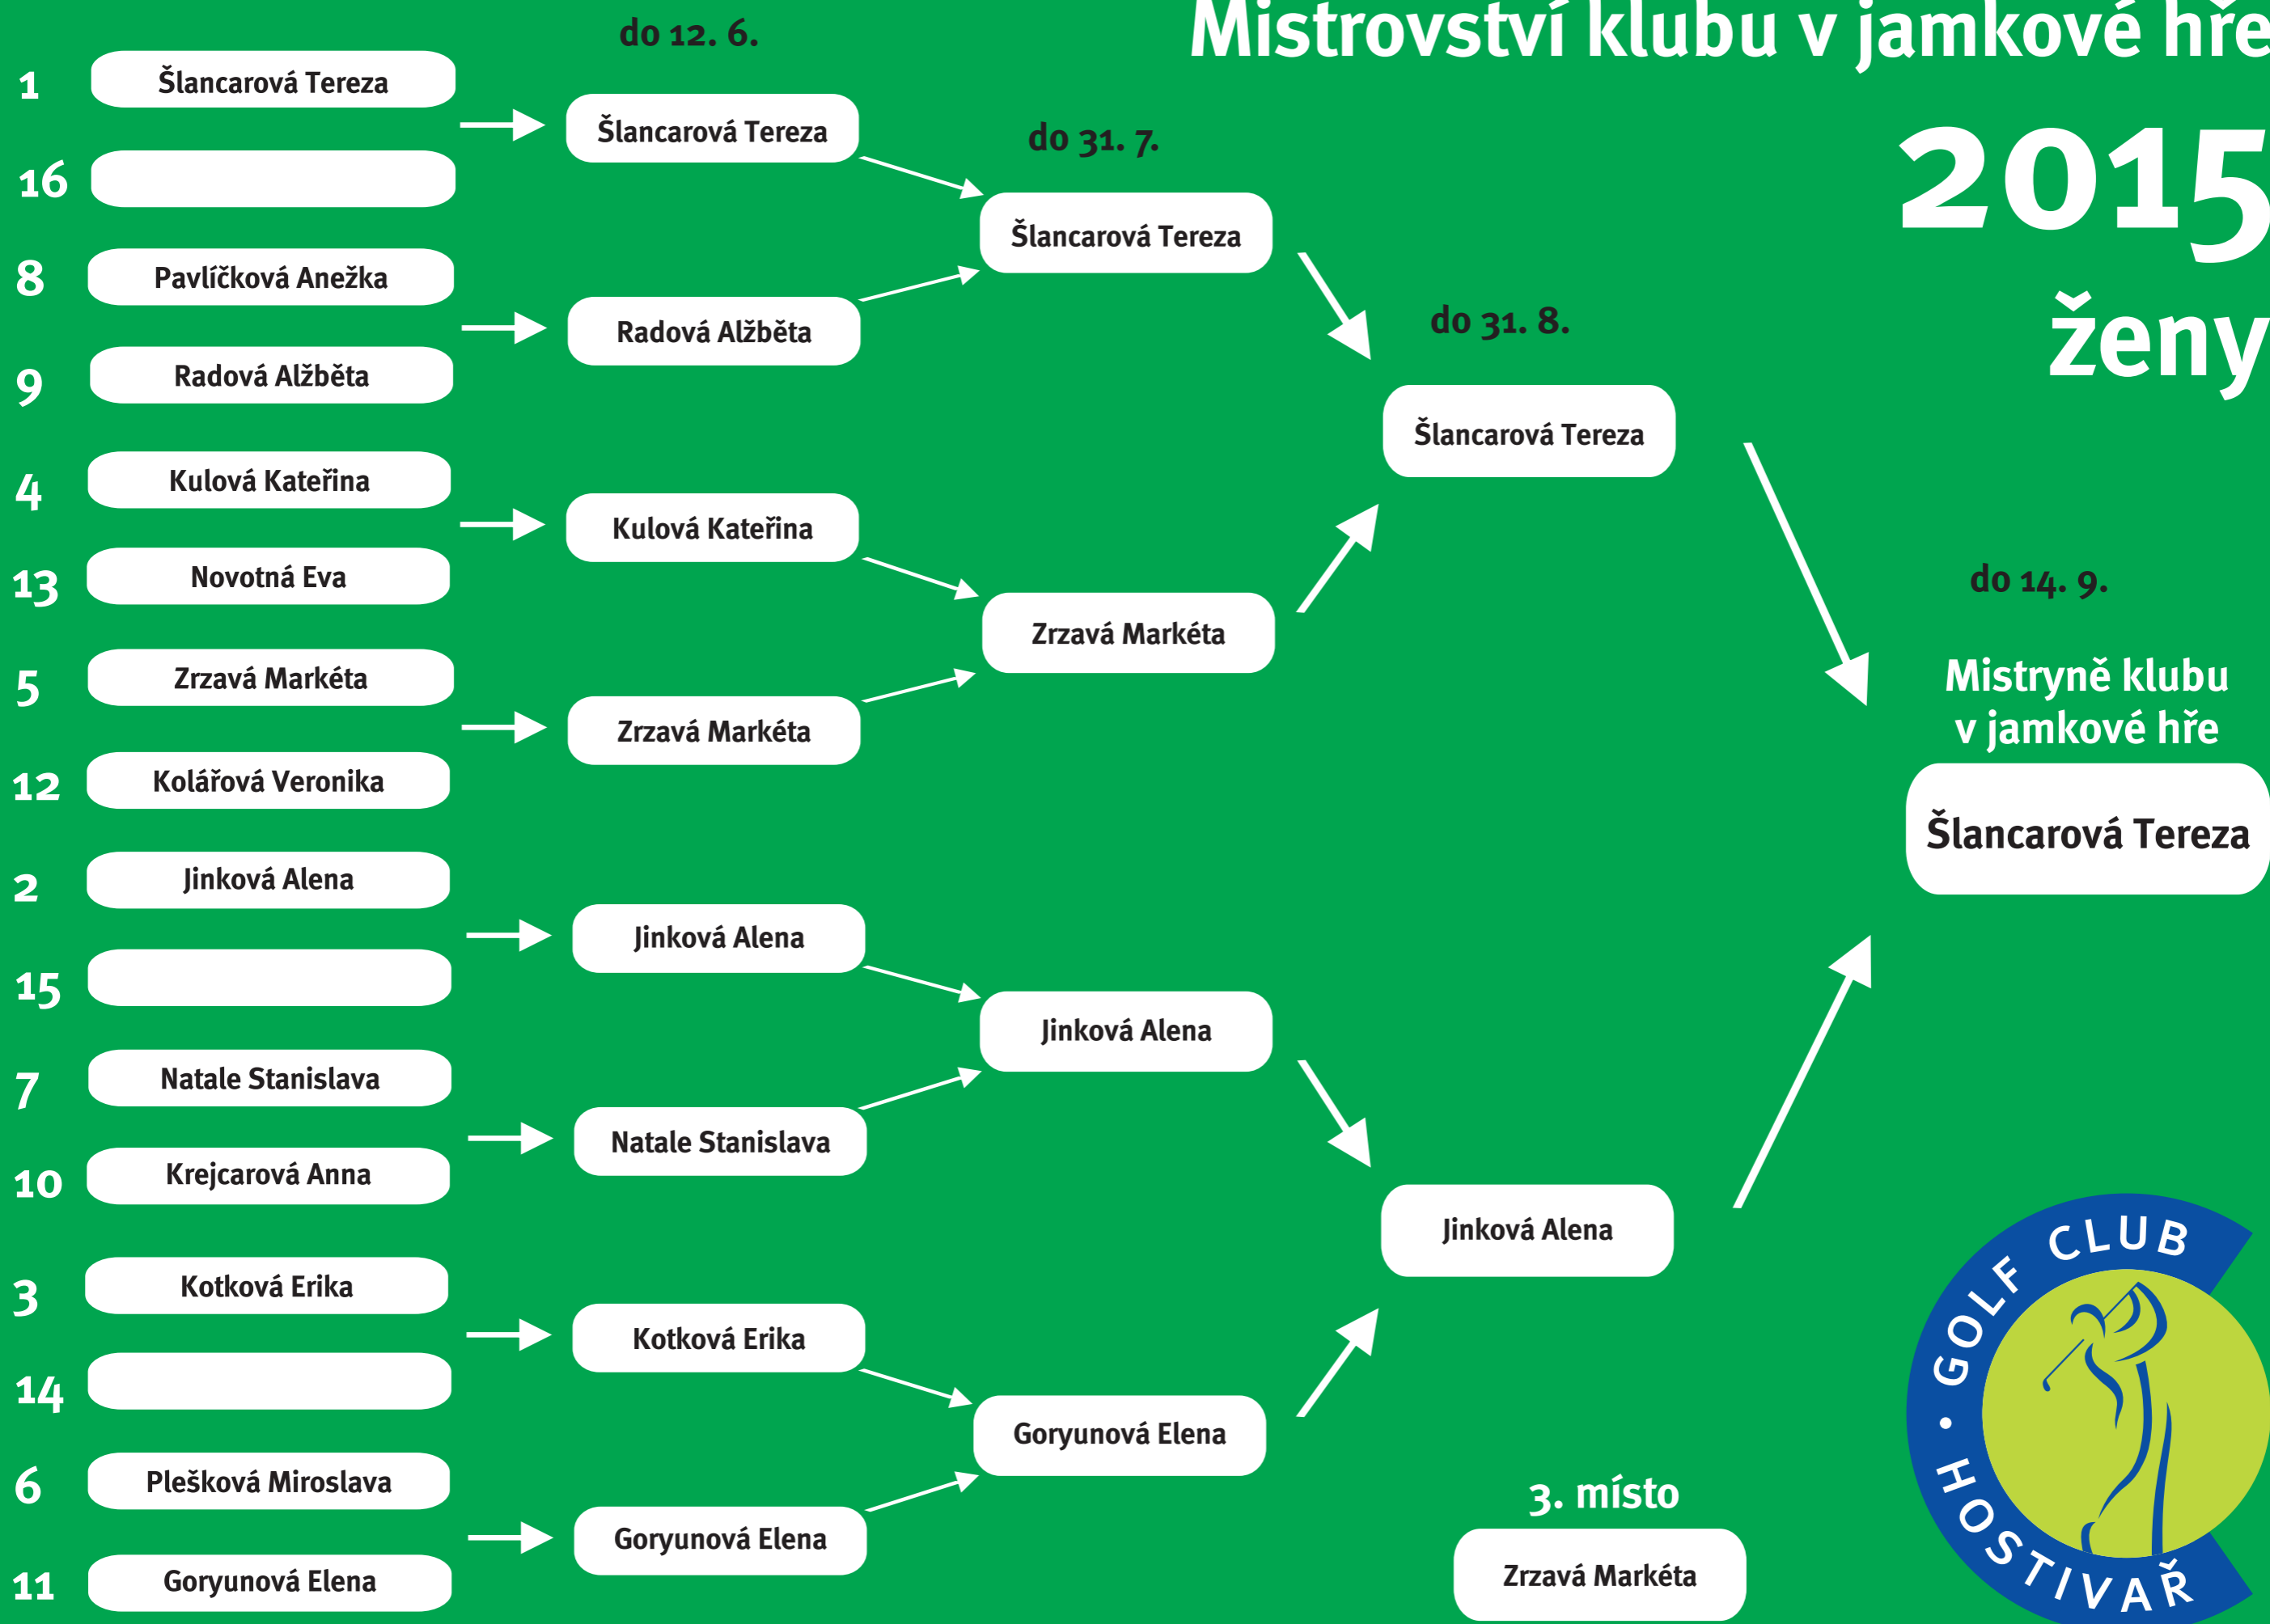 Mistrovství klubu v jamkové hře
2015
ženy
do 12. 6.
do 31. 7.
do 31. 8.
do 14. 9.
1 Šlancarová Tereza
16
8 Pavlíčková Anežka
9 Radová Alžběta
4 Kulová Kateřina
13 Novotná Eva
5 Zrzavá Markéta
12 Kolářová Veronika
2 Jinková Alena
15
7 Natale Stanislava
10 Krejcarová Anna
3 Kotková Erika
14
6 Plešková Miroslava
11 Goryunová Elena
Šlancarová Tereza
Radová Alžběta
Kulová Kateřina
Zrzavá Markéta
Jinková Alena
Natale Stanislava
Kotková Erika
Goryunová Elena
Šlancarová Tereza
Zrzavá Markéta
Jinková Alena
Goryunová Elena
Šlancarová Tereza
Jinková Alena
Mistryně klubu
v jamkové hře
Šlancarová Tereza
3. místo
Zrzavá Markéta
GOLF CLUB
• HOSTIVAŘ